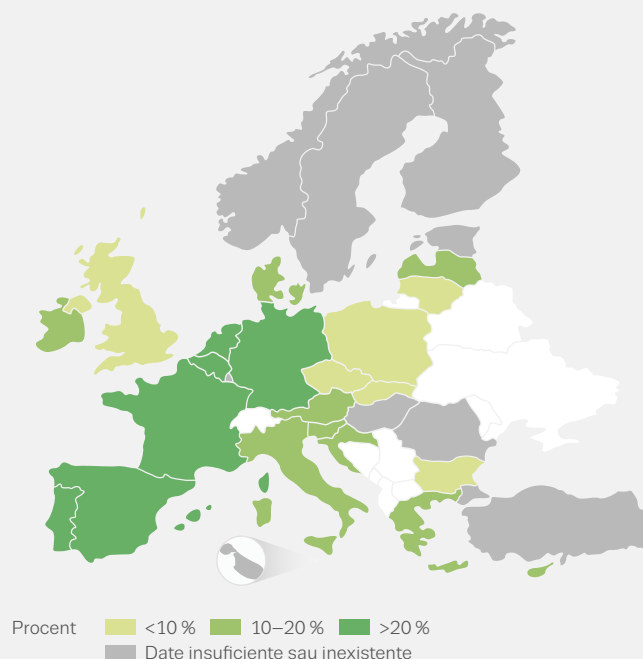 Procent <10 % 10–20 % >20 %
Date insuficiente sau inexistente